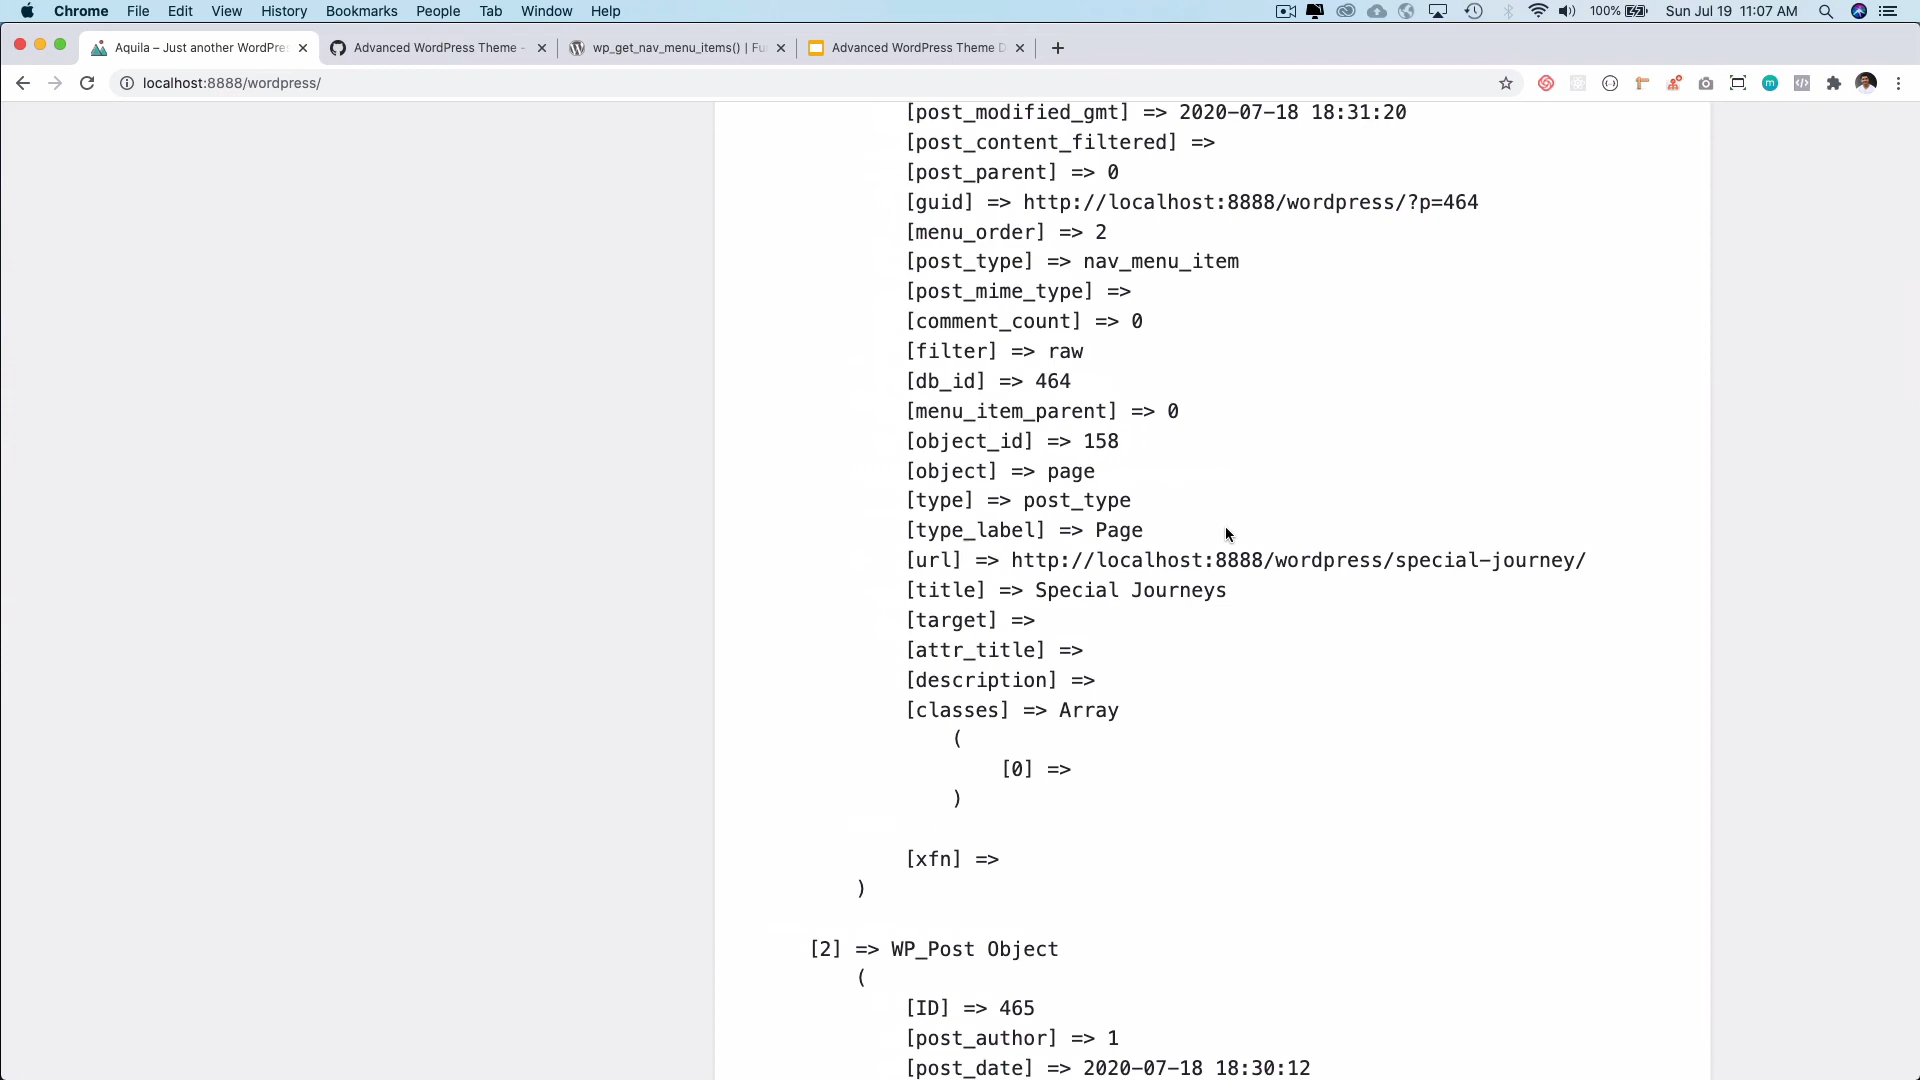 Chrome File Edit View History Bookmarks People Tab Window Help 100% Sun Jul 19 11:07 AM
Aquila – Just another WordPres Advanced WordPress Theme - wp_get_nav_menu_items() | Fu Advanced WordPress Theme D
localhost:8888/wordpress/
[post_modified_gmt] => 2020-07-18 18:31:20
[post_content_filtered] =>
[post_parent] => 0
[guid] => http://localhost:8888/wordpress/?p=464
[menu_order] => 2
[post_type] => nav_menu_item
[post_mime_type] =>
[comment_count] => 0
[filter] => raw
[db_id] => 464
[menu_item_parent] => 0
[object_id] => 158
[object] => page
[type] => post_type
[type_label] => Page
[url] => http://localhost:8888/wordpress/special-journey/
[title] => Special Journeys
[target] =>
[attr_title] =>
[description] =>
[classes] => Array
(
[0] =>
)
[xfn] =>
)
[2] => WP_Post Object
(
[ID] => 465
[post_author] => 1
[post_date] => 2020-07-18 18:30:12